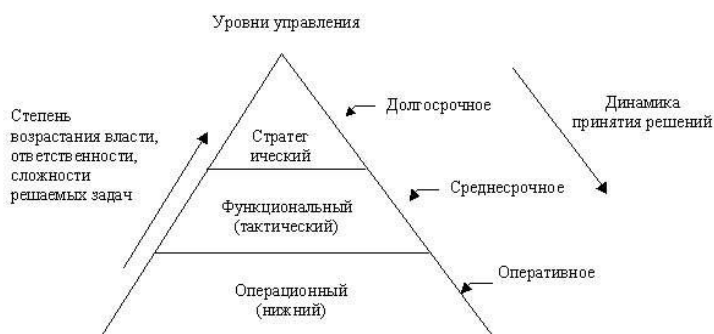 Уровни управления
Степень
возрастания власти,
ответственности,
сложности
решаемых задач
Долгосрочное
Динамика
принятия решений
Стратег
ический
Среднесрочное
Функциональный
(тактический)
Оперативное
Операционный
(нижний)